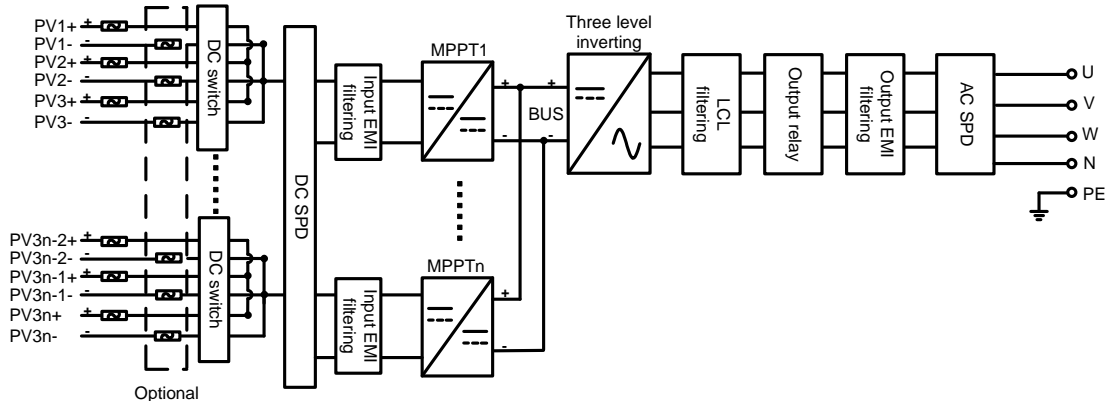 PV1+
PV1-
PV2+
PV2-
PV3+
PV3-
+
-
+
-
+
-
DC switch
PV3n-2+
PV3n-2-
PV3n-1+
PV3n-1-
PV3n+
PV3n-
+
-
+
-
+
-
DC switch
Optional
DC SPD
Input EMI
filtering
MPPT1
+
-
Input EMI
filtering
MPPTn
+
-
BUS
+
-
Three level
inverting
LCL
filtering
Output relay
Output EMI
filtering
AC SPD
U
V
W
N
PE